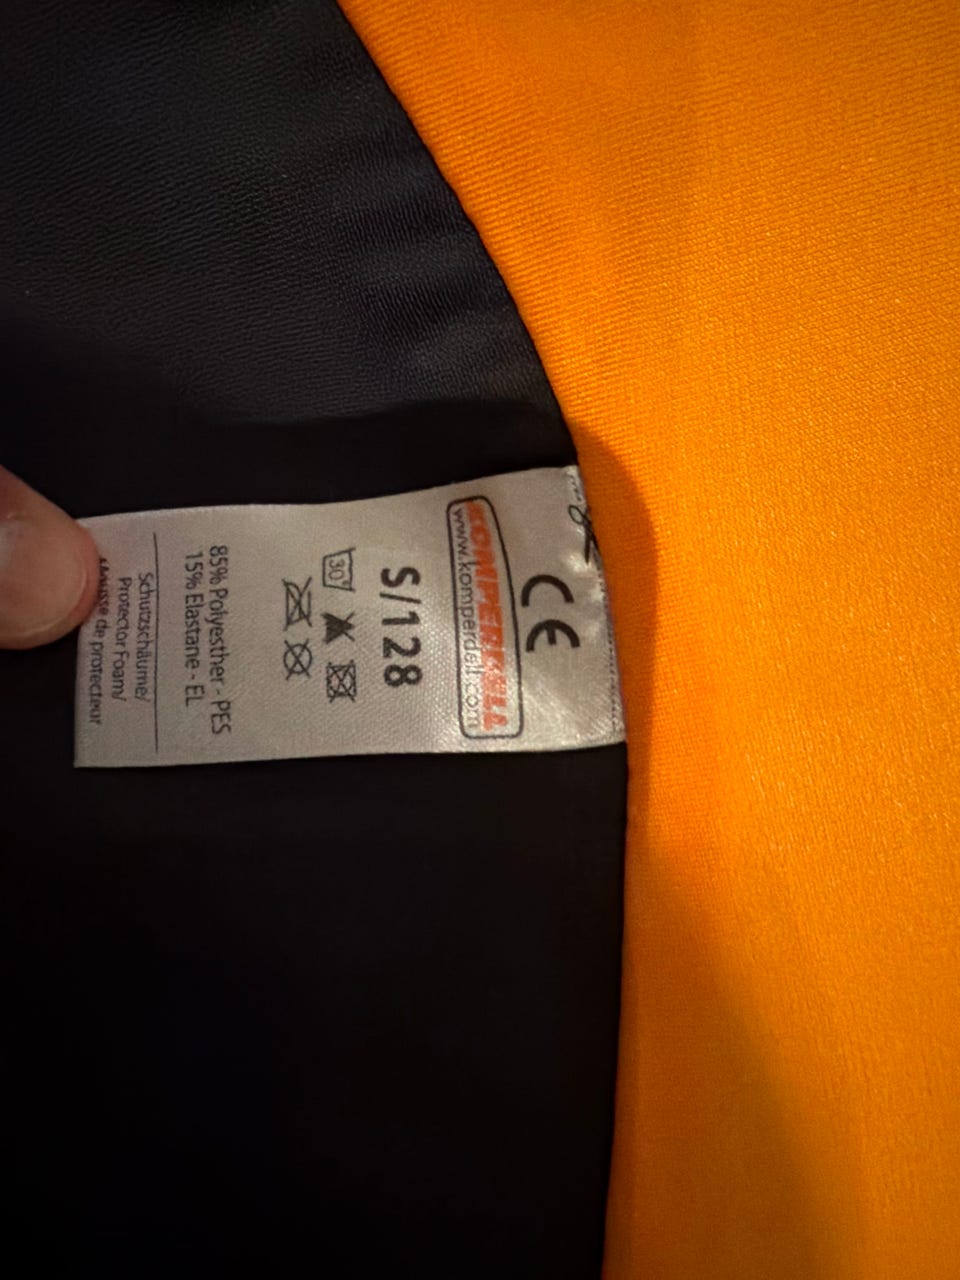 CE
KOMPERDELL
www.komperdell.com
S/128
30°
85% Polyesther - PES
15% Elastane - EL
Schutzschäume/
Protector Foam/
Mousse de protecteur